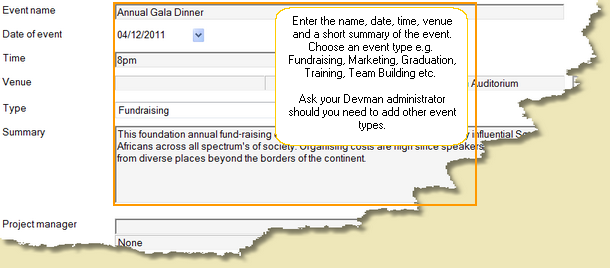 Event name
Annual Gala Dinner
Date of event
04/12/2011
Time
8pm
Venue
Auditorium
Type
Fundraising
Summary
This foundation annual fund-raising influential
Africans across all spectrum's of society. Organising costs are high since speakers
from diverse places beyond the borders of the continent.
Project manager
None
Enter the name, date, time, venue
and a short summary of the event.
Choose an event type e.g.
Fundraising, Marketing, Graduation,
Training, Team Building etc.
Ask your Devman administrator
should you need to add other event
types.